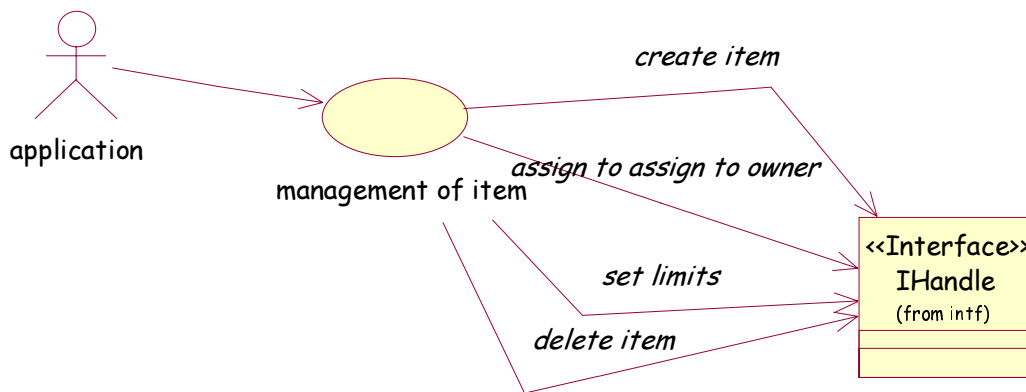 create item
application
assign to assign to owner
management of item
<<Interface>>
IHandle
(from intf)
set limits
delete item